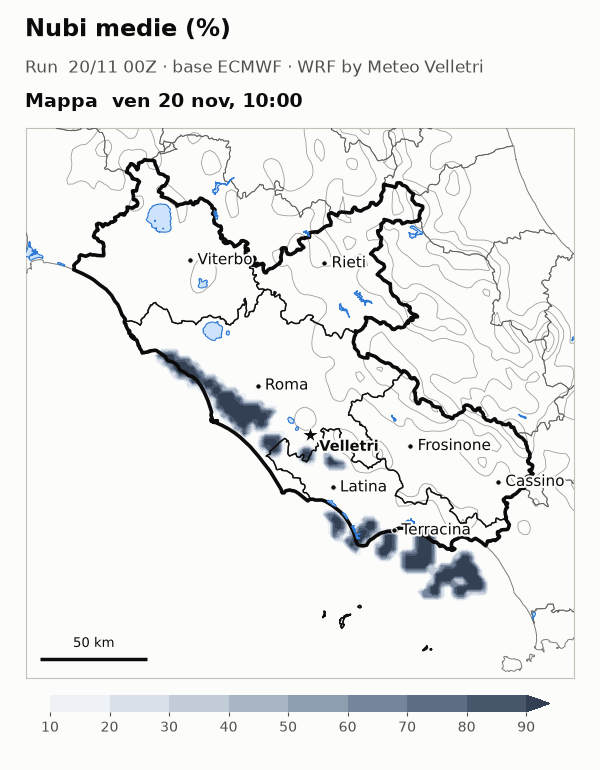 Nubi medie (%)
Run  20/11 00Z · base ECMWF · WRF by Meteo Velletri
Mappa  ven 20 nov, 10:00
Viterbo
Rieti
Roma
Velletri
Frosinone
Cassino
Latina
Terracina
50 km
10 20 30 40 50 60 70 80 90